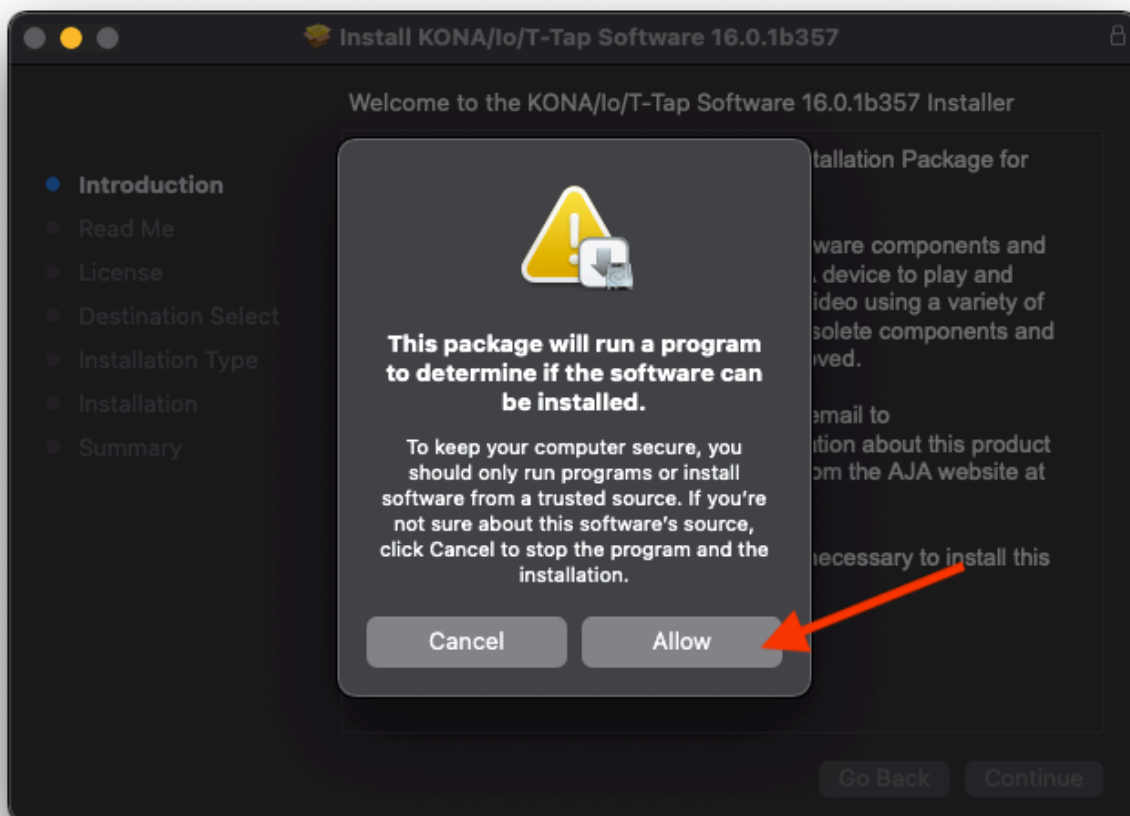 Install KONA/Io/T-Tap Software 16.0.1b357
Welcome to the KONA/Io/T-Tap Software 16.0.1b357 Installer
Introduction
Read Me
License
Destination Select
Installation Type
Installation
Summary
tallation Package for
ware components and
device to play and
ideo using a variety of
solete components and
ved.
email to
tion about this product
om the AJA website at
necessary to install this
This package will run a program
to determine if the software can
be installed.
To keep your computer secure, you
should only run programs or install
software from a trusted source. If you're
not sure about this software's source,
click Cancel to stop the program and the
installation.
Cancel
Allow
Go Back
Continue